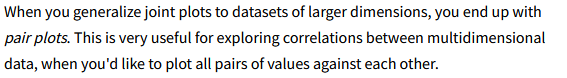 When you generalize joint plots to datasets of larger dimensions, you end up with
pair plots. This is very useful for exploring correlations between multidimensional
data, when you'd like to plot all pairs of values against each other.